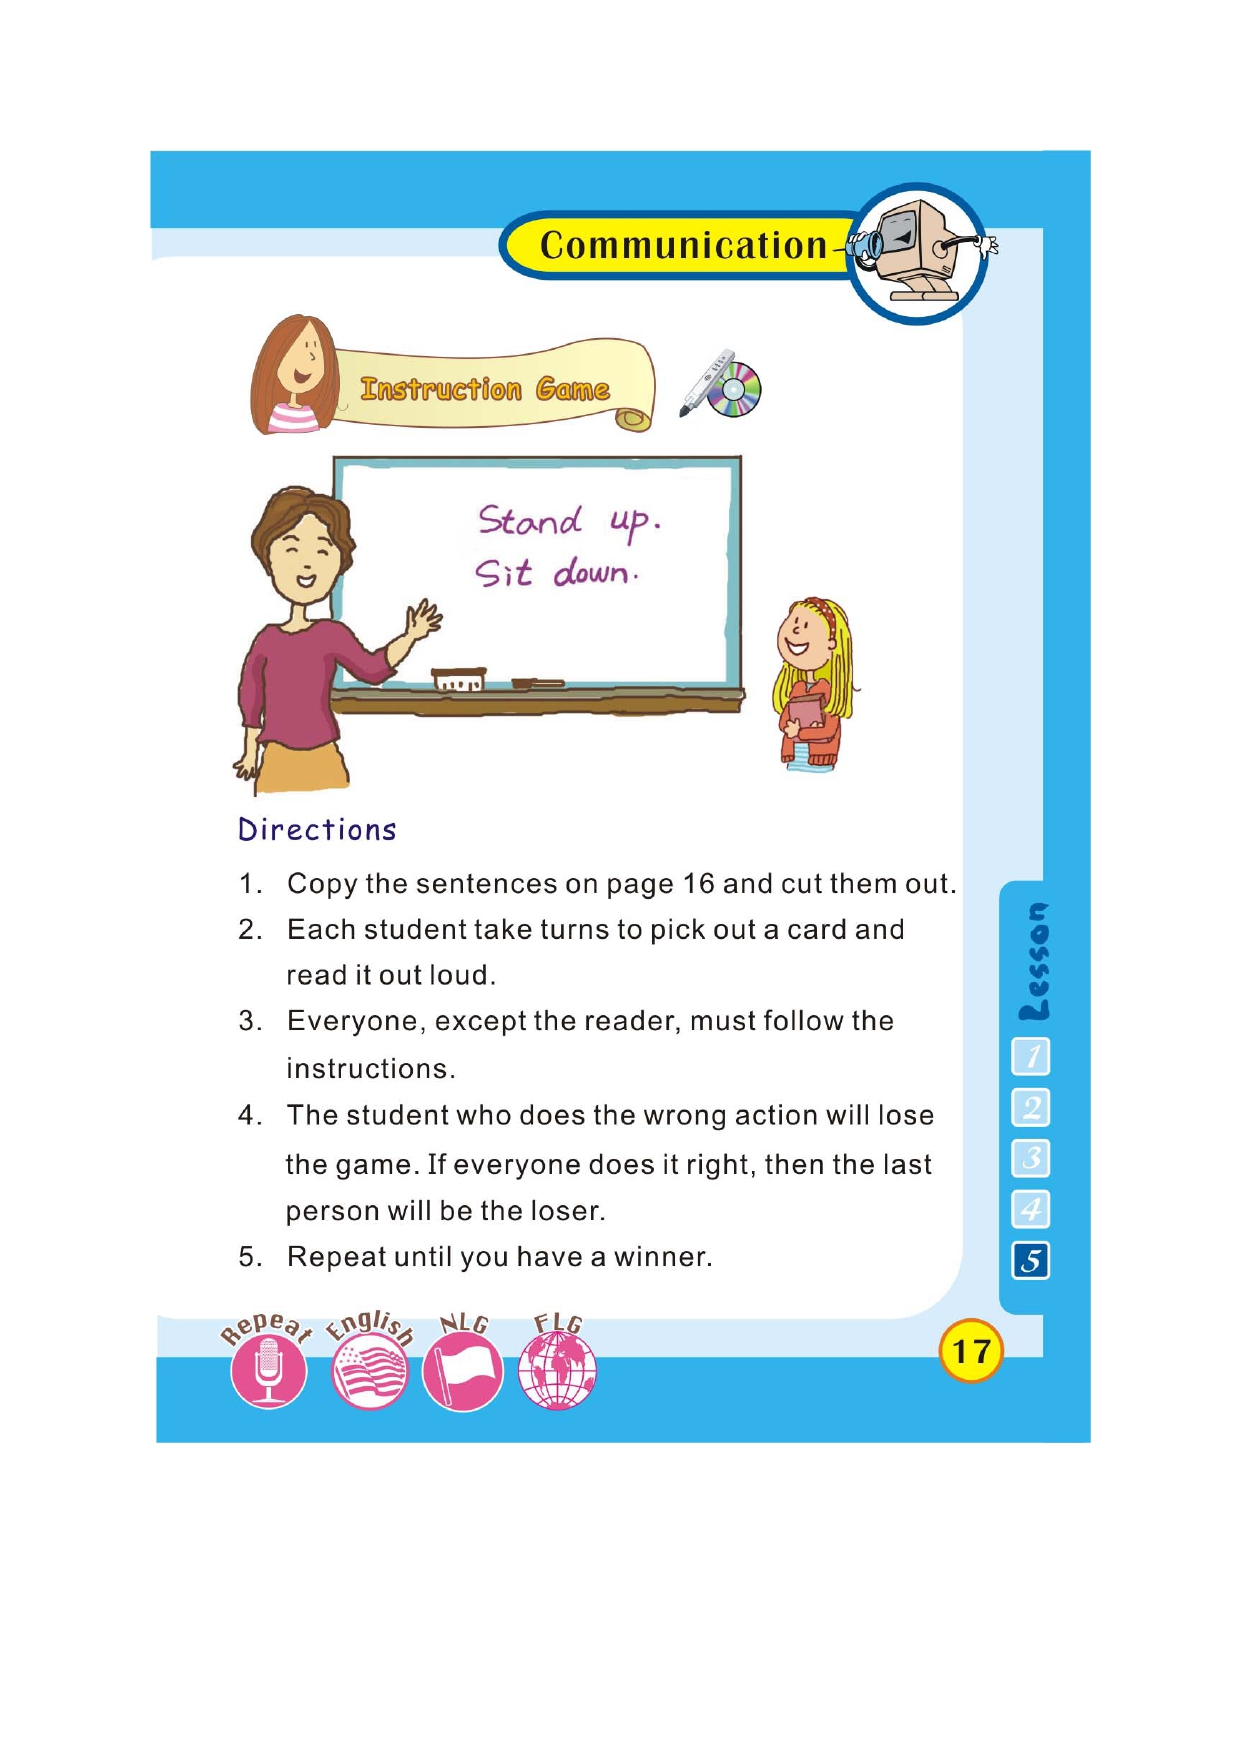 Communication
Instruction Game
Stand up.
Sit down.
Directions
1. Copy the sentences on page 16 and cut them out.
2. Each student take turns to pick out a card and
read it out loud.
3. Everyone, except the reader, must follow the
instructions.
4. The student who does the wrong action will lose
the game. If everyone does it right, then the last
person will be the loser.
5. Repeat until you have a winner.
Lesson
1
2
3
4
5
Repeat English NLG FLG
17